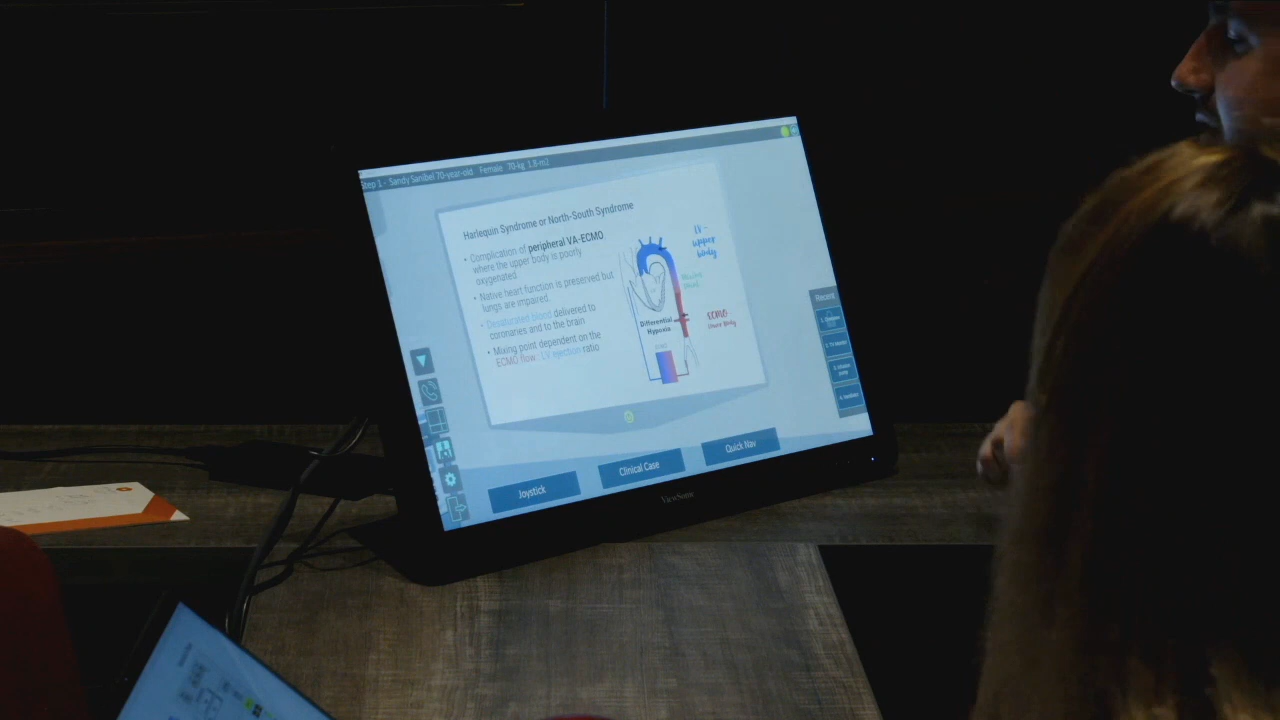 Step 1 - Sandy Sanibel 70-year-old Female 70-kg 1.8-m2
Harlequin Syndrome or North-South Syndrome
• Complication of peripheral VA-ECMO
where the upper body is poorly
oxygenated.
• Native heart function is preserved but
lungs are impaired.
• Desaturated blood delivered to
coronaries and to the brain
• Mixing point dependent on the
ECMO flow : LV ejection ratio
LV -
upper
body
Differential
Hypoxia
ECMO
lower body
Recent
Joystick
Clinical Case
Quick Nav
ViewSonic